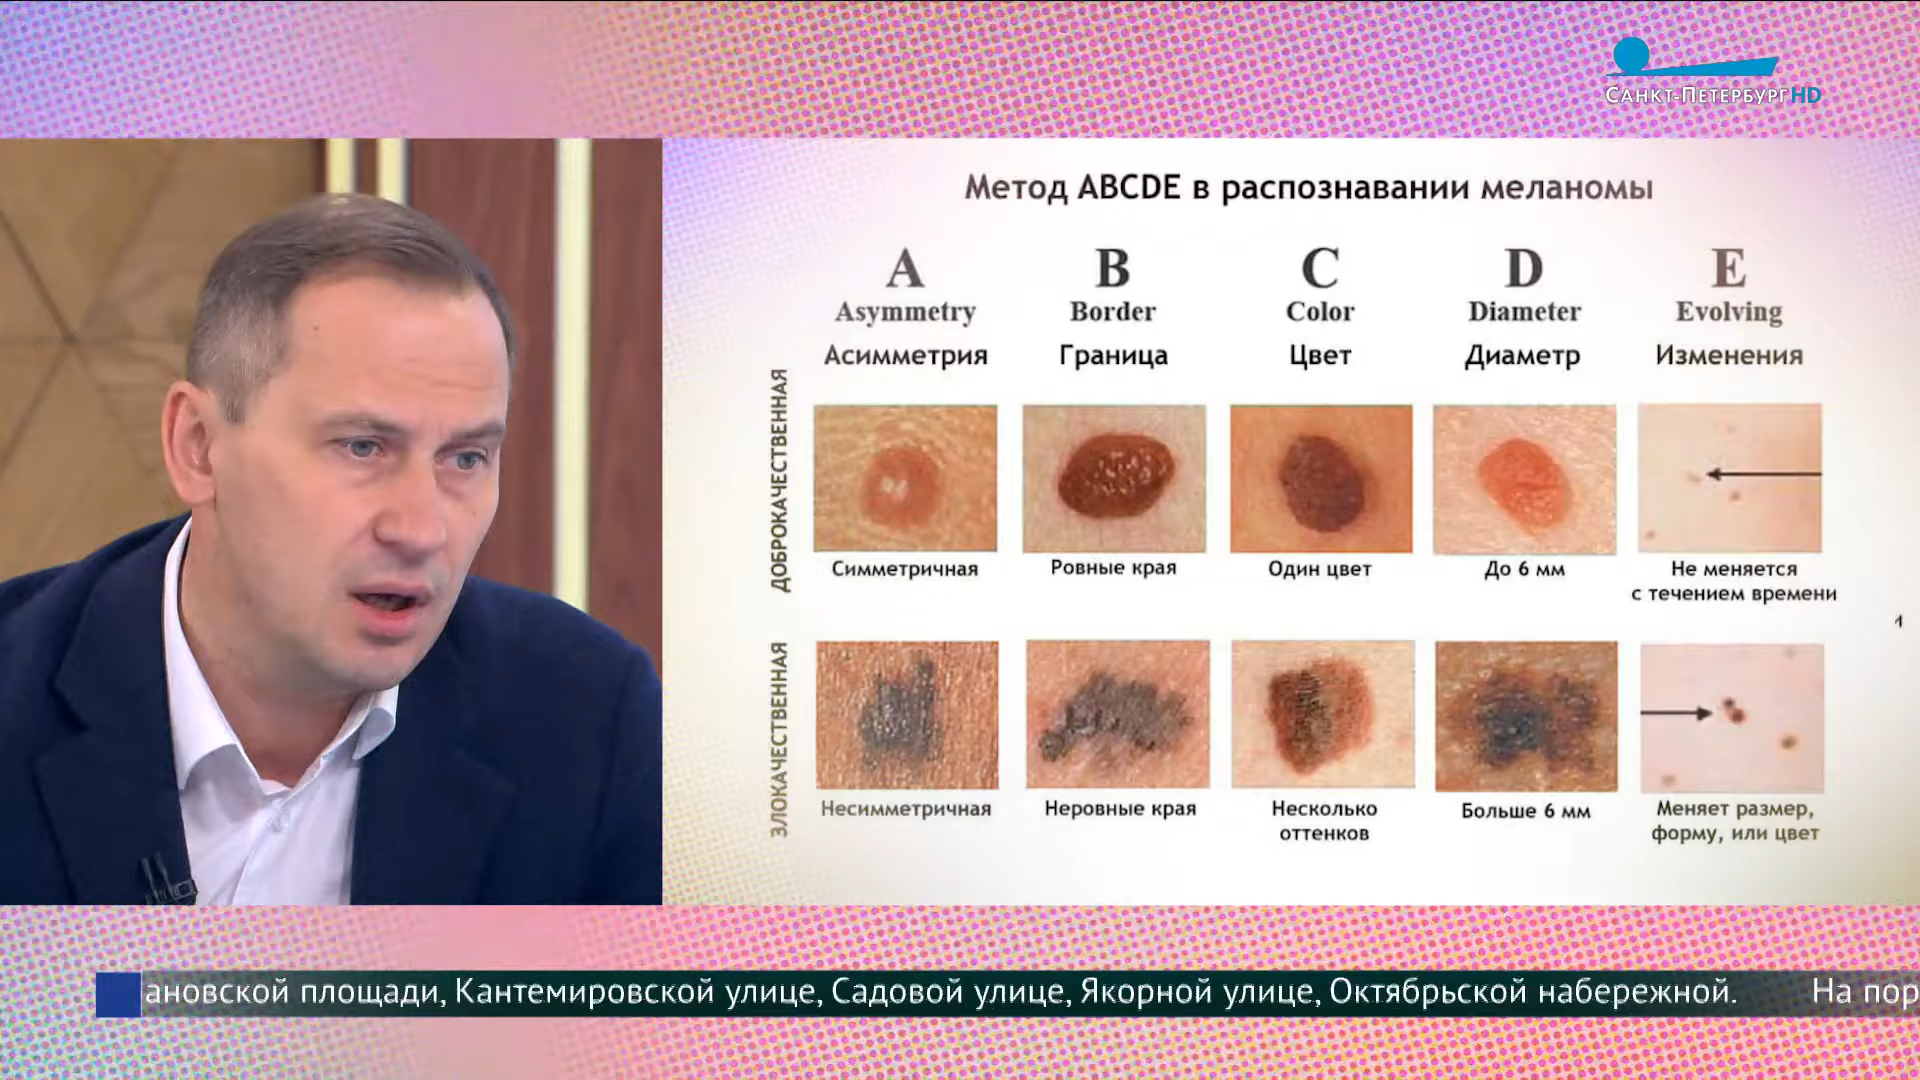 САНКТ-ПЕТЕРБУРГ HD
Метод ABCDE в распознавании меланомы
A
B
C
D
E
Asymmetry
Border
Color
Diameter
Evolving
Асимметрия
Граница
Цвет
Диаметр
Изменения
ДОБРОКАЧЕСТВЕННАЯ
Симметричная
Ровные края
Один цвет
До 6 мм
Не меняется
с течением времени
ЗЛОКАЧЕСТВЕННАЯ
Несимметричная
Неровные края
Несколько
оттенков
Больше 6 мм
Меняет размер,
форму, или цвет
ановской площади, Кантемировской улице, Садовой улице, Якорной улице, Октябрьской набережной. На пор